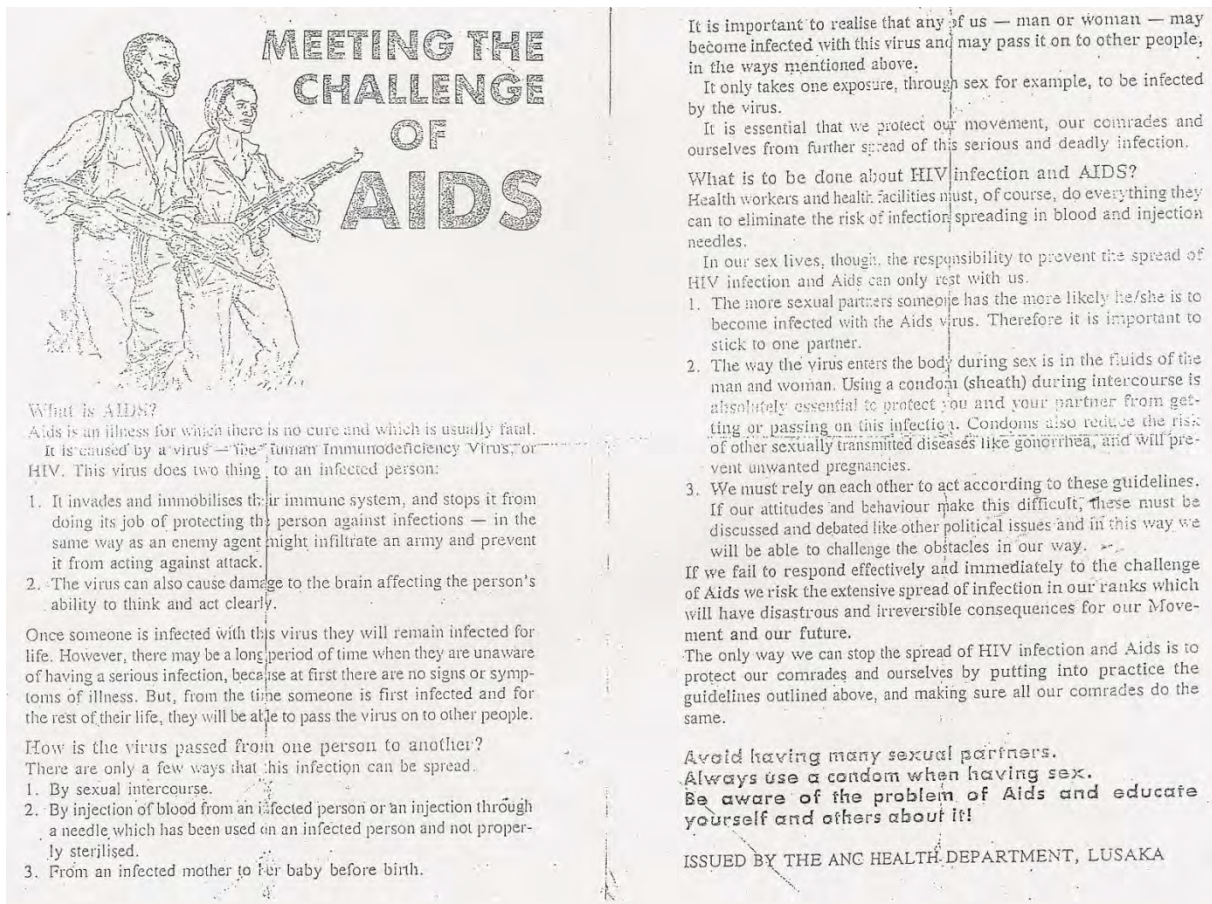 MEETING THE
CHALLENGE
OF
AIDS
What is AIDS?
Aids is an illness for which there is no cure and which is usually fatal.
It is caused by a virus — the Human Immunodeficiency Virus, or
HIV. This virus does two thing to an infected person:
1. It invades and immobilises their immune system, and stops it from
doing its job of protecting the person against infections — in the
same way as an enemy agent might infiltrate an army and prevent
it from acting against attack.
2. The virus can also cause damage to the brain affecting the person's
ability to think and act clearly.
Once someone is infected with this virus they will remain infected for
life. However, there may be a long period of time when they are unaware
of having a serious infection, because at first there are no signs or symp-
toms of illness. But, from the time someone is first infected and for
the rest of their life, they will be able to pass the virus on to other people.
How is the virus passed from one person to another?
There are only a few ways that this infection can be spread.
1. By sexual intercourse.
2. By injection of blood from an infected person or an injection through
a needle which has been used on an infected person and not proper-
ly sterilised.
3. From an infected mother to her baby before birth.
It is important to realise that any of us — man or woman — may
become infected with this virus and may pass it on to other people,
in the ways mentioned above.
It only takes one exposure, through sex for example, to be infected
by the virus.
It is essential that we protect our movement, our comrades and
ourselves from further spread of this serious and deadly infection.
What is to be done about HIV infection and AIDS?
Health workers and health facilities must, of course, do everything they
can to eliminate the risk of infection spreading in blood and injection
needles.
In our sex lives, though, the responsibility to prevent the spread of
HIV infection and Aids can only rest with us.
1. The more sexual partners someone has the more likely he/she is to
become infected with the Aids virus. Therefore it is important to
stick to one partner.
2. The way the virus enters the body during sex is in the fluids of the
man and woman. Using a condom (sheath) during intercourse is
absolutely essential to protect you and your partner from get-
ting or passing on this infection. Condoms also reduce the risk
of other sexually transmitted diseases like gonorrhea, and will pre-
vent unwanted pregnancies.
3. We must rely on each other to act according to these guidelines.
If our attitudes and behaviour make this difficult, these must be
discussed and debated like other political issues and in this way we
will be able to challenge the obstacles in our way.
If we fail to respond effectively and immediately to the challenge
of Aids we risk the extensive spread of infection in our ranks which
will have disastrous and irreversible consequences for our Move-
ment and our future.
The only way we can stop the spread of HIV infection and Aids is to
protect our comrades and ourselves by putting into practice the
guidelines outlined above, and making sure all our comrades do the
same.
Avoid having many sexual partners.
Always use a condom when having sex.
Be aware of the problem of Aids and educate
yourself and others about it!
ISSUED BY THE ANC HEALTH DEPARTMENT, LUSAKA